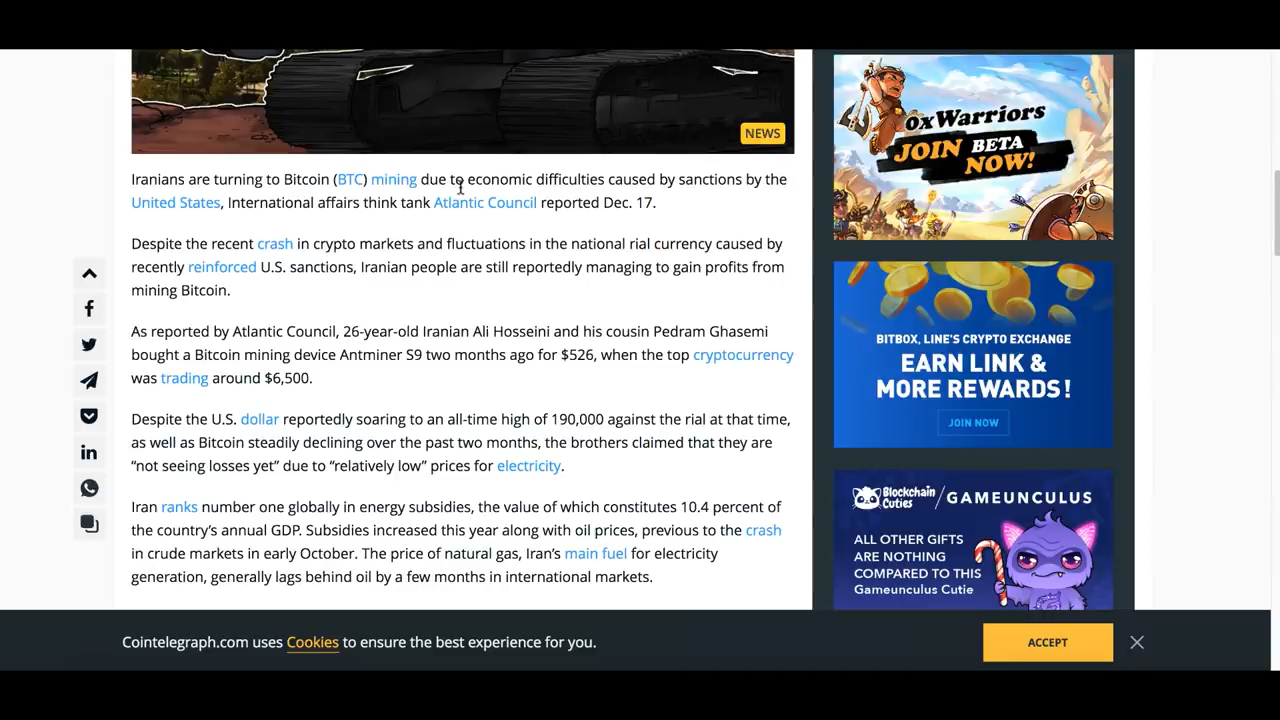 NEWS
Iranians are turning to Bitcoin (BTC) mining due to economic difficulties caused by sanctions by the
United States, International affairs think tank Atlantic Council reported Dec. 17.
Despite the recent crash in crypto markets and fluctuations in the national rial currency caused by
recently reinforced U.S. sanctions, Iranian people are still reportedly managing to gain profits from
mining Bitcoin.
As reported by Atlantic Council, 26-year-old Iranian Ali Hosseini and his cousin Pedram Ghasemi
bought a Bitcoin mining device Antminer S9 two months ago for $526, when the top cryptocurrency
was trading around $6,500.
Despite the U.S. dollar reportedly soaring to an all-time high of 190,000 against the rial at that time,
as well as Bitcoin steadily declining over the past two months, the brothers claimed that they are
“not seeing losses yet” due to “relatively low” prices for electricity.
Iran ranks number one globally in energy subsidies, the value of which constitutes 10.4 percent of
the country’s annual GDP. Subsidies increased this year along with oil prices, previous to the crash
in crude markets in early October. The price of natural gas, Iran’s main fuel for electricity
generation, generally lags behind oil by a few months in international markets.
oxWarriors
JOIN BETA
NOW!
BITBOX, LINE'S CRYPTO EXCHANGE
EARN LINK &
MORE REWARDS!
JOIN NOW
Blockchain
Cuties
/ GAMEUNCULUS
ALL OTHER GIFTS
ARE NOTHING
COMPARED TO THIS
Gameunculus Cutie
Cointelegraph.com uses Cookies to ensure the best experience for you.
ACCEPT